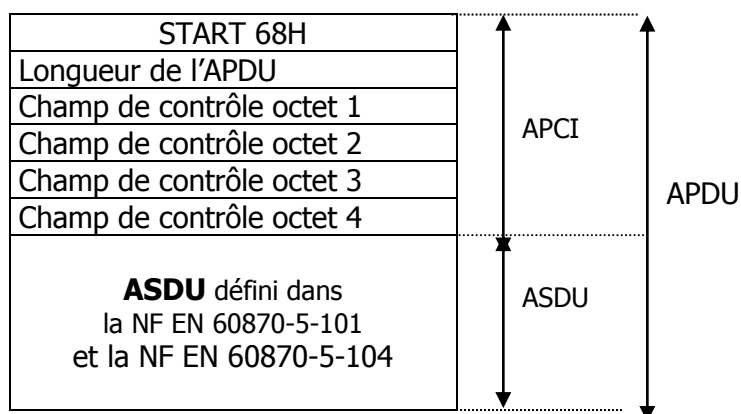 START 68H
Longueur de l’APDU
Champ de contrôle octet 1
Champ de contrôle octet 2
Champ de contrôle octet 3
Champ de contrôle octet 4
ASDU défini dans
la NF EN 60870-5-101
et la NF EN 60870-5-104
APCI
ASDU
APDU